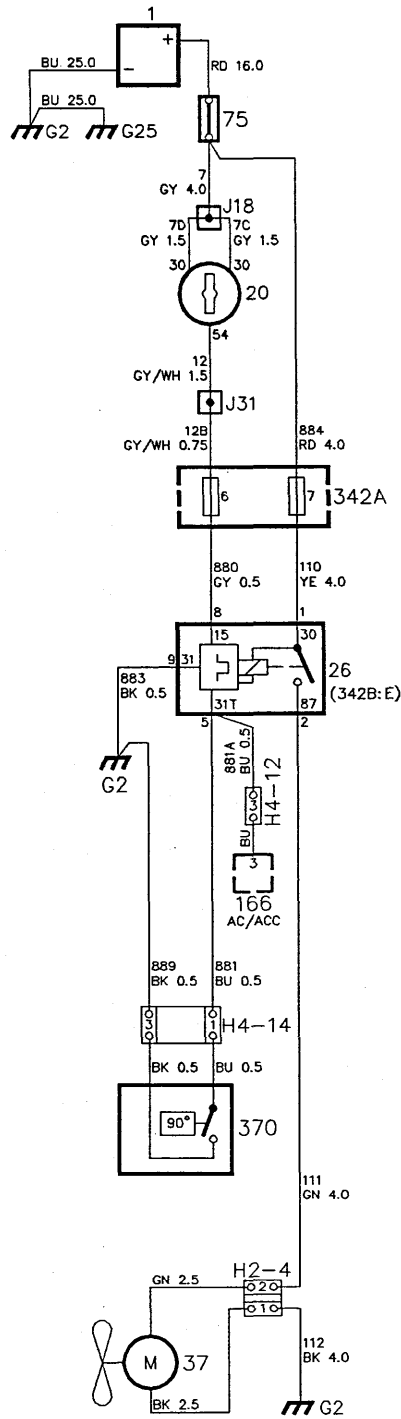 1
+
−
BU 25.0
RD 16.0
BU 25.0
G2
G25
75
7
GY 4.0
J18
7D
GY 1.5
7C
GY 1.5
30
30
20
54
12
GY/WH 1.5
J31
12B
GY/WH 0.75
884
RD 4.0
6
7
342A
880
GY 0.5
110
YE 4.0
8
1
15
30
9
31
26
(342B:E)
883
BK 0.5
31T
87
5
2
G2
881A
BU 0.5
3
H4-12
BU
3
166
AC/ACC
889
BK 0.5
881
BU 0.5
3
1
H4-14
BK 0.5
BU 0.5
90°
370
111
GN 4.0
H2-4
GN 2.5
2
1
M
37
112
BK 4.0
BK 2.5
G2